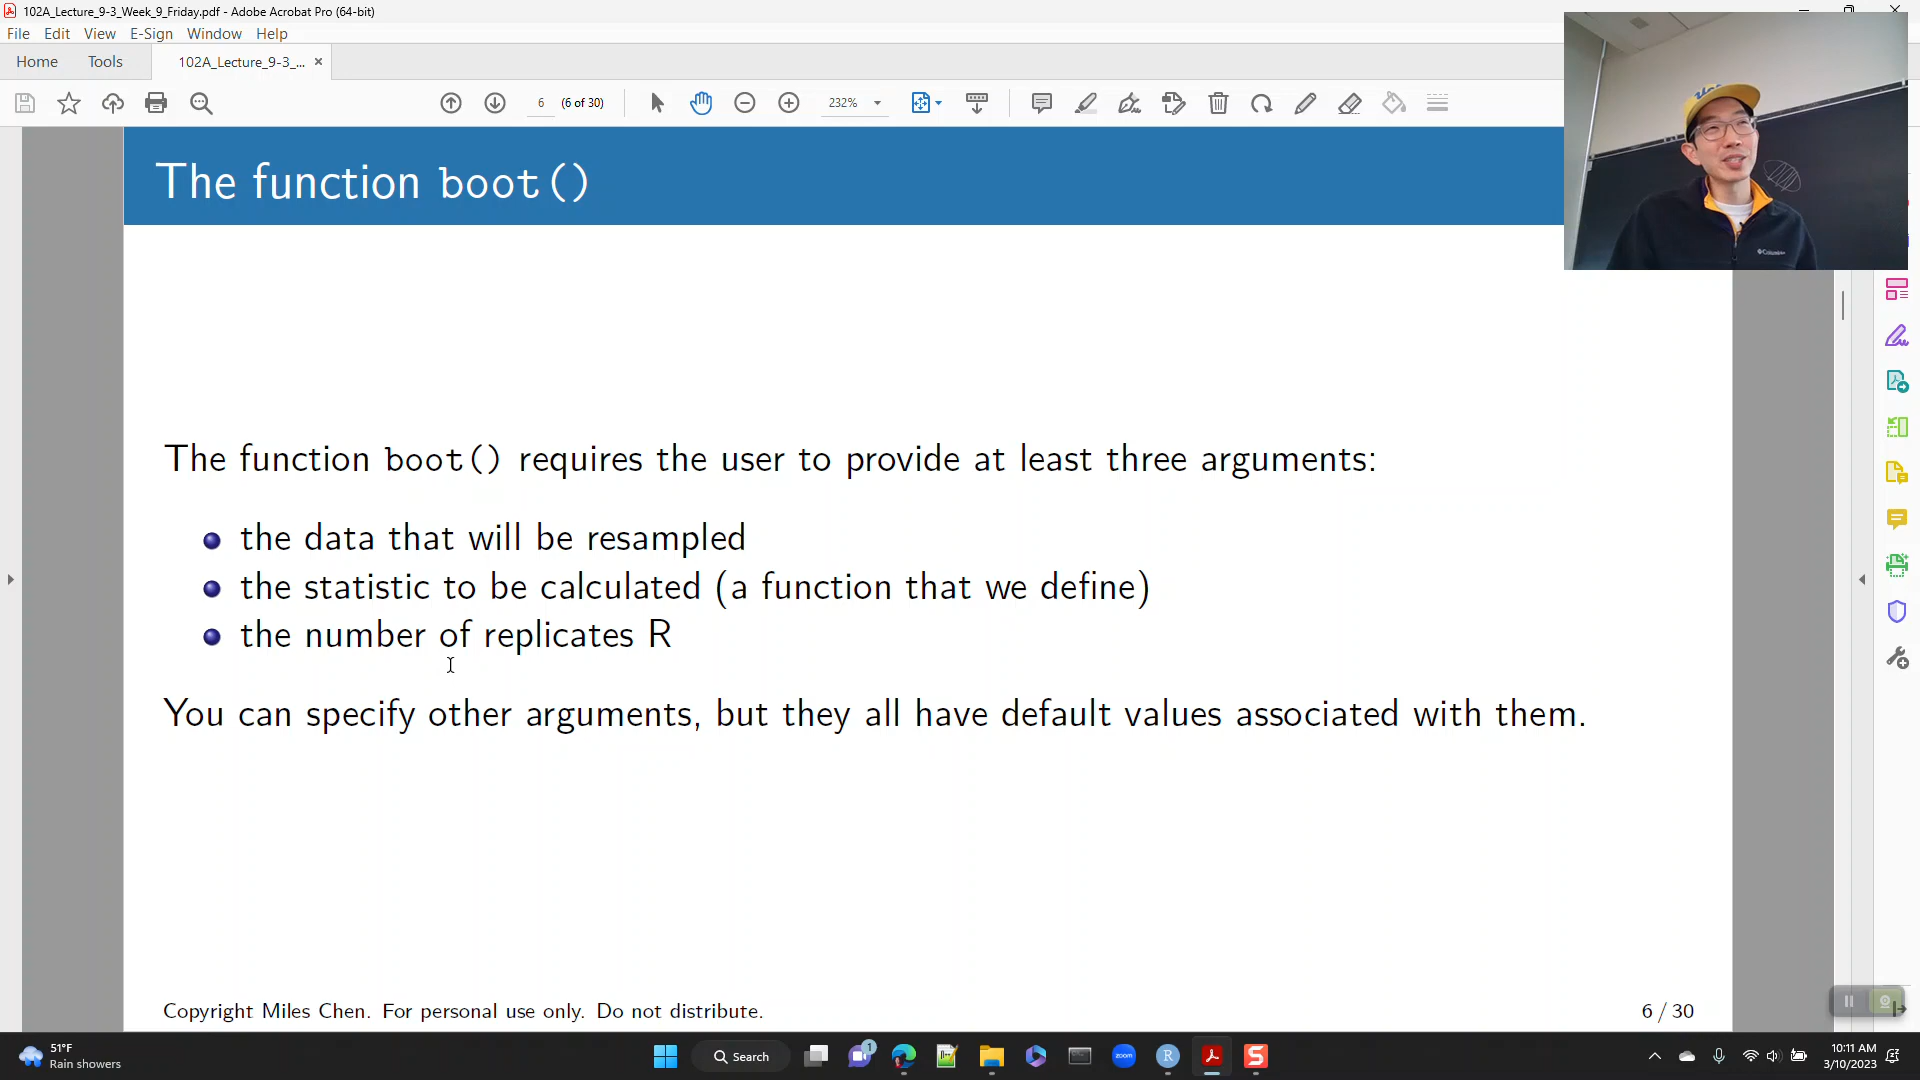 102A_Lecture_9-3_Week_9_Friday.pdf - Adobe Acrobat Pro (64-bit)
File Edit View E-Sign Window Help
Home Tools 102A_Lecture_9-3_... ×
6 (6 of 30) 232%
The function boot()
The function boot() requires the user to provide at least three arguments:
the data that will be resampled
the statistic to be calculated (a function that we define)
the number of replicates R
You can specify other arguments, but they all have default values associated with them.
Copyright Miles Chen. For personal use only. Do not distribute.
6 / 30
51°F
Rain showers
Search
1
zoom
R
S
10:11 AM
3/10/2023
Columbia